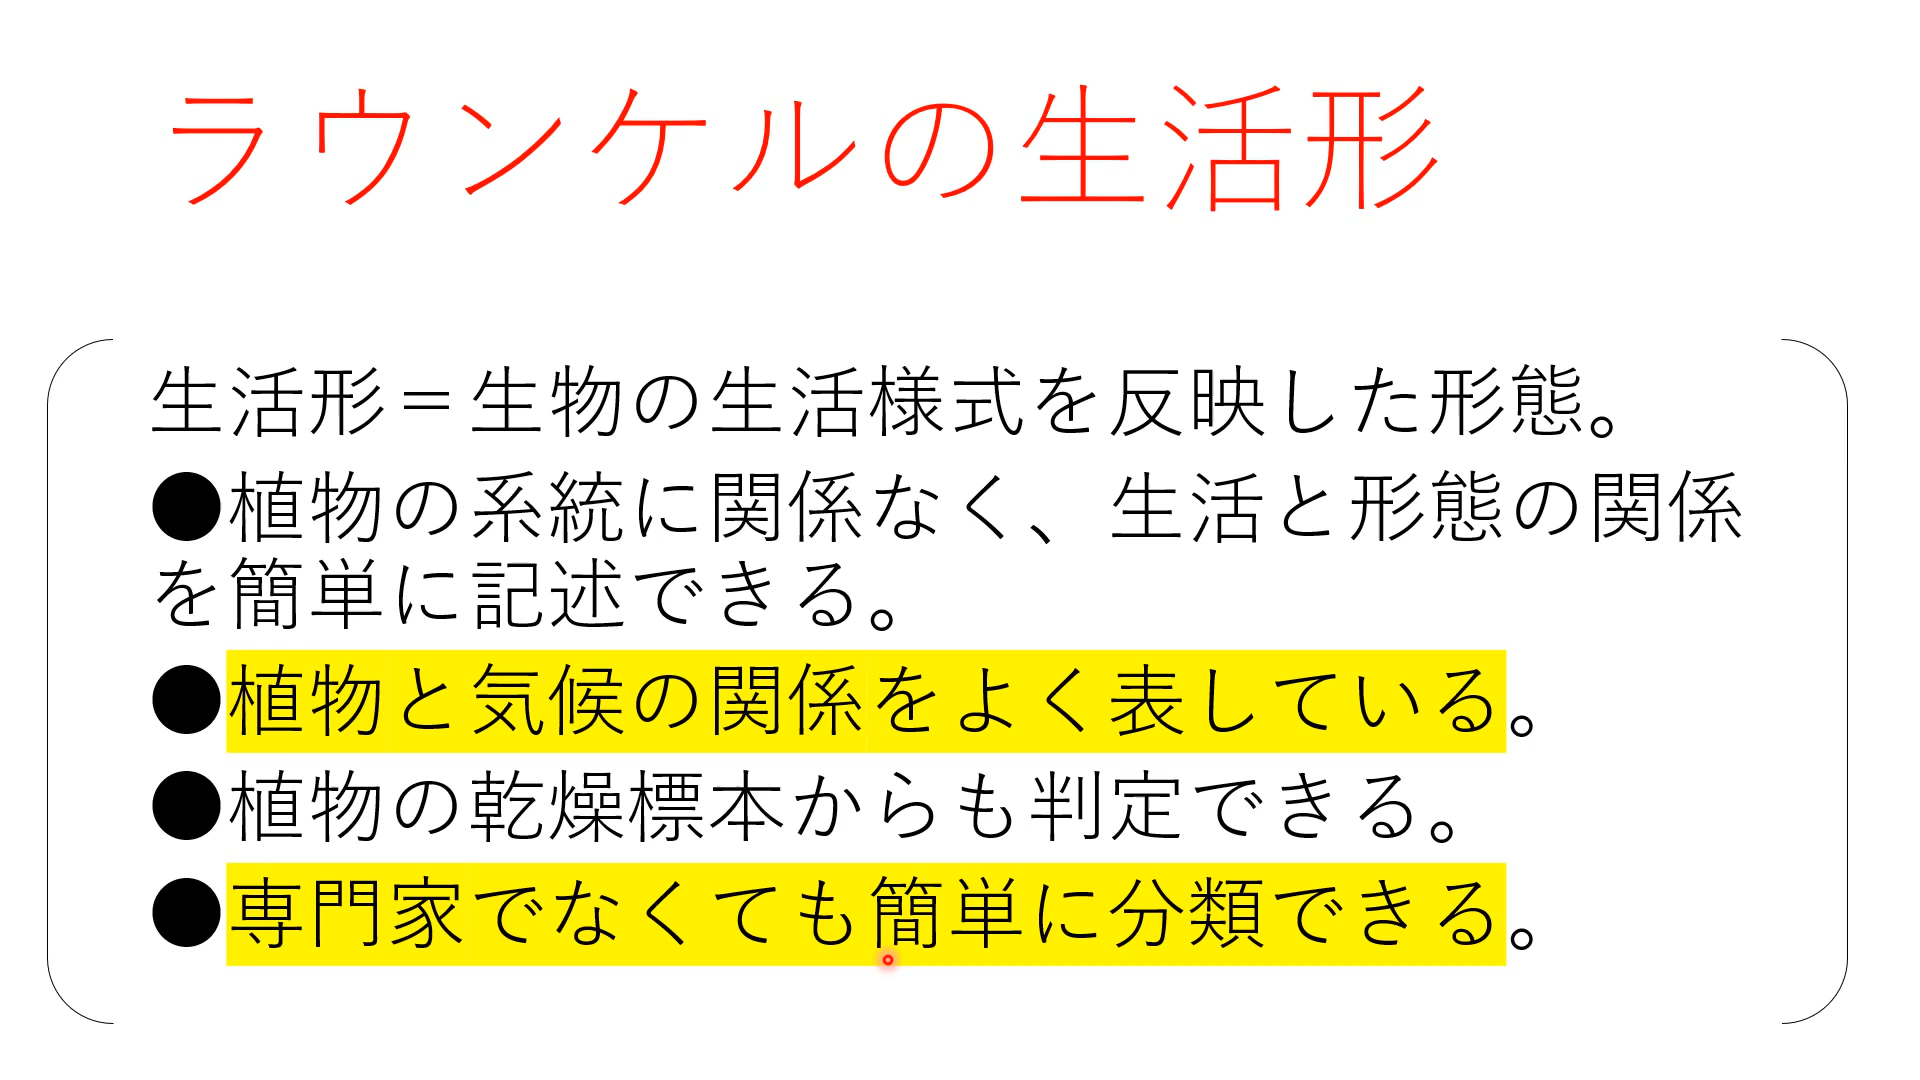 ラウンケルの生活形
生活形＝生物の生活様式を反映した形態。
●植物の系統に関係なく、生活と形態の関係
を簡単に記述できる。
●植物と気候の関係をよく表している。
●植物の乾燥標本からも判定できる。
●専門家でなくても簡単に分類できる。